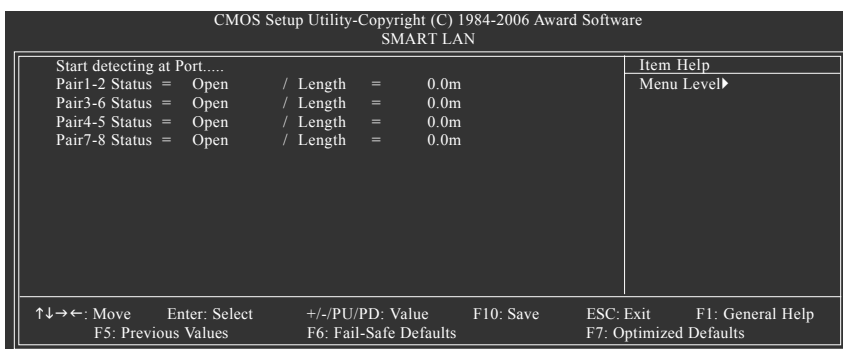 CMOS Setup Utility-Copyright (C) 1984-2006 Award Software
SMART LAN
Start detecting at Port.....
Pair1-2 Status = Open / Length = 0.0m
Pair3-6 Status = Open / Length = 0.0m
Pair4-5 Status = Open / Length = 0.0m
Pair7-8 Status = Open / Length = 0.0m
Item Help
Menu Level▶
↑↓→←: Move Enter: Select +/-/PU/PD: Value F10: Save ESC: Exit F1: General Help
F5: Previous Values F6: Fail-Safe Defaults F7: Optimized Defaults